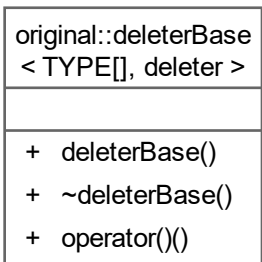 original::deleterBase
< TYPE[], deleter >
+ deleterBase()
+ ~deleterBase()
+ operator()()